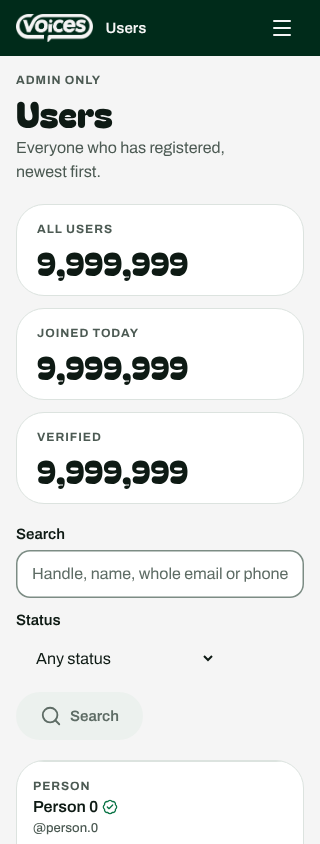 voices
Users
ADMIN ONLY
Users
Everyone who has registered,
newest first.
ALL USERS
9,999,999
JOINED TODAY
9,999,999
VERIFIED
9,999,999
Search
Handle, name, whole email or phone
Status
Any status
Search
PERSON
Person 0
@person.0